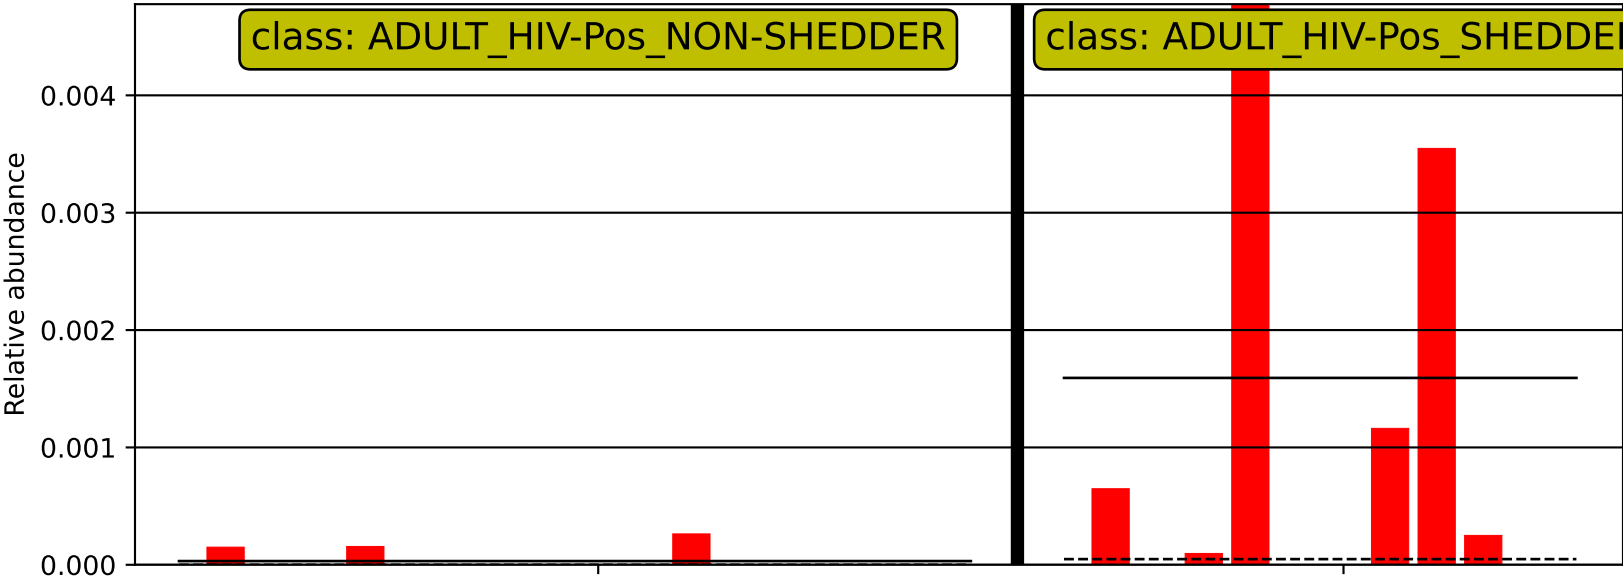 class: ADULT_HIV-Pos_NON-SHEDDER
class: ADULT_HIV-Pos_SHEDDE
0.004
0.003
0.002
0.001
0.000
Relative abundance